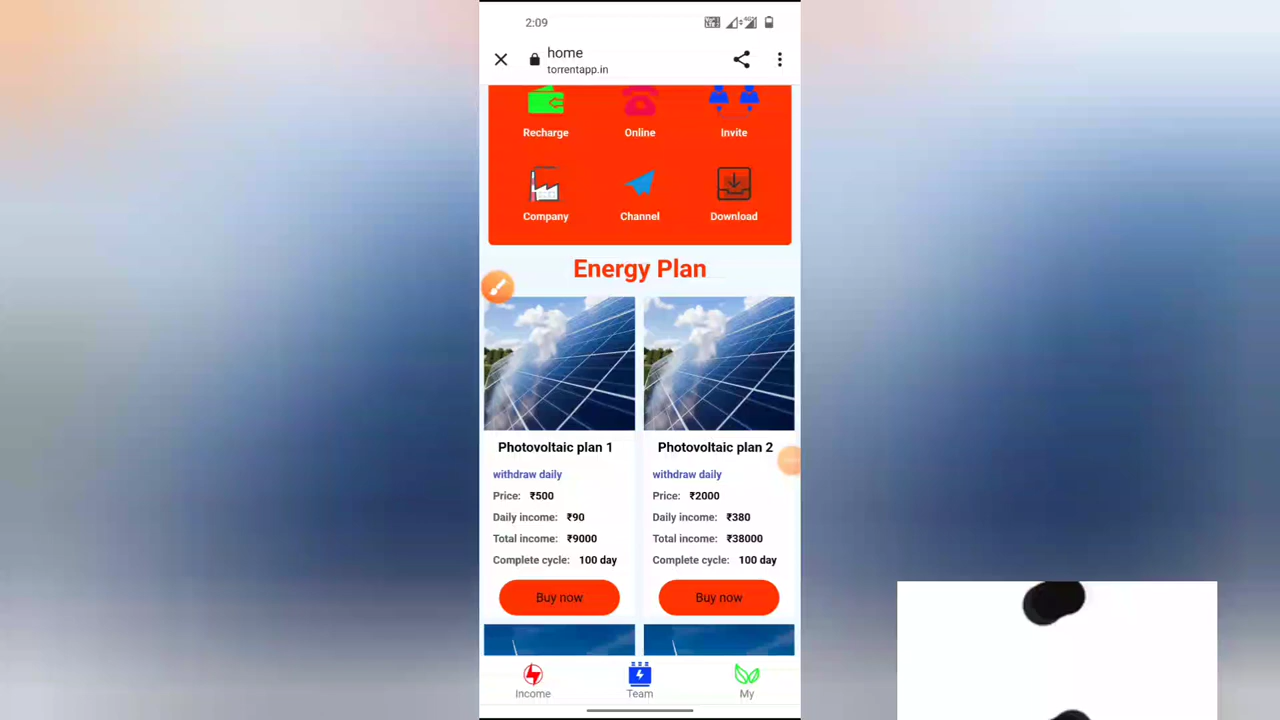 2:09
home
torrentapp.in
Recharge
Online
Invite
Company
Channel
Download
Energy Plan
Photovoltaic plan 1
withdraw daily
Price: ₹500
Daily income: ₹90
Total income: ₹9000
Complete cycle: 100 day
Buy now
Photovoltaic plan 2
withdraw daily
Price: ₹2000
Daily income: ₹380
Total income: ₹38000
Complete cycle: 100 day
Buy now
Income
Team
My